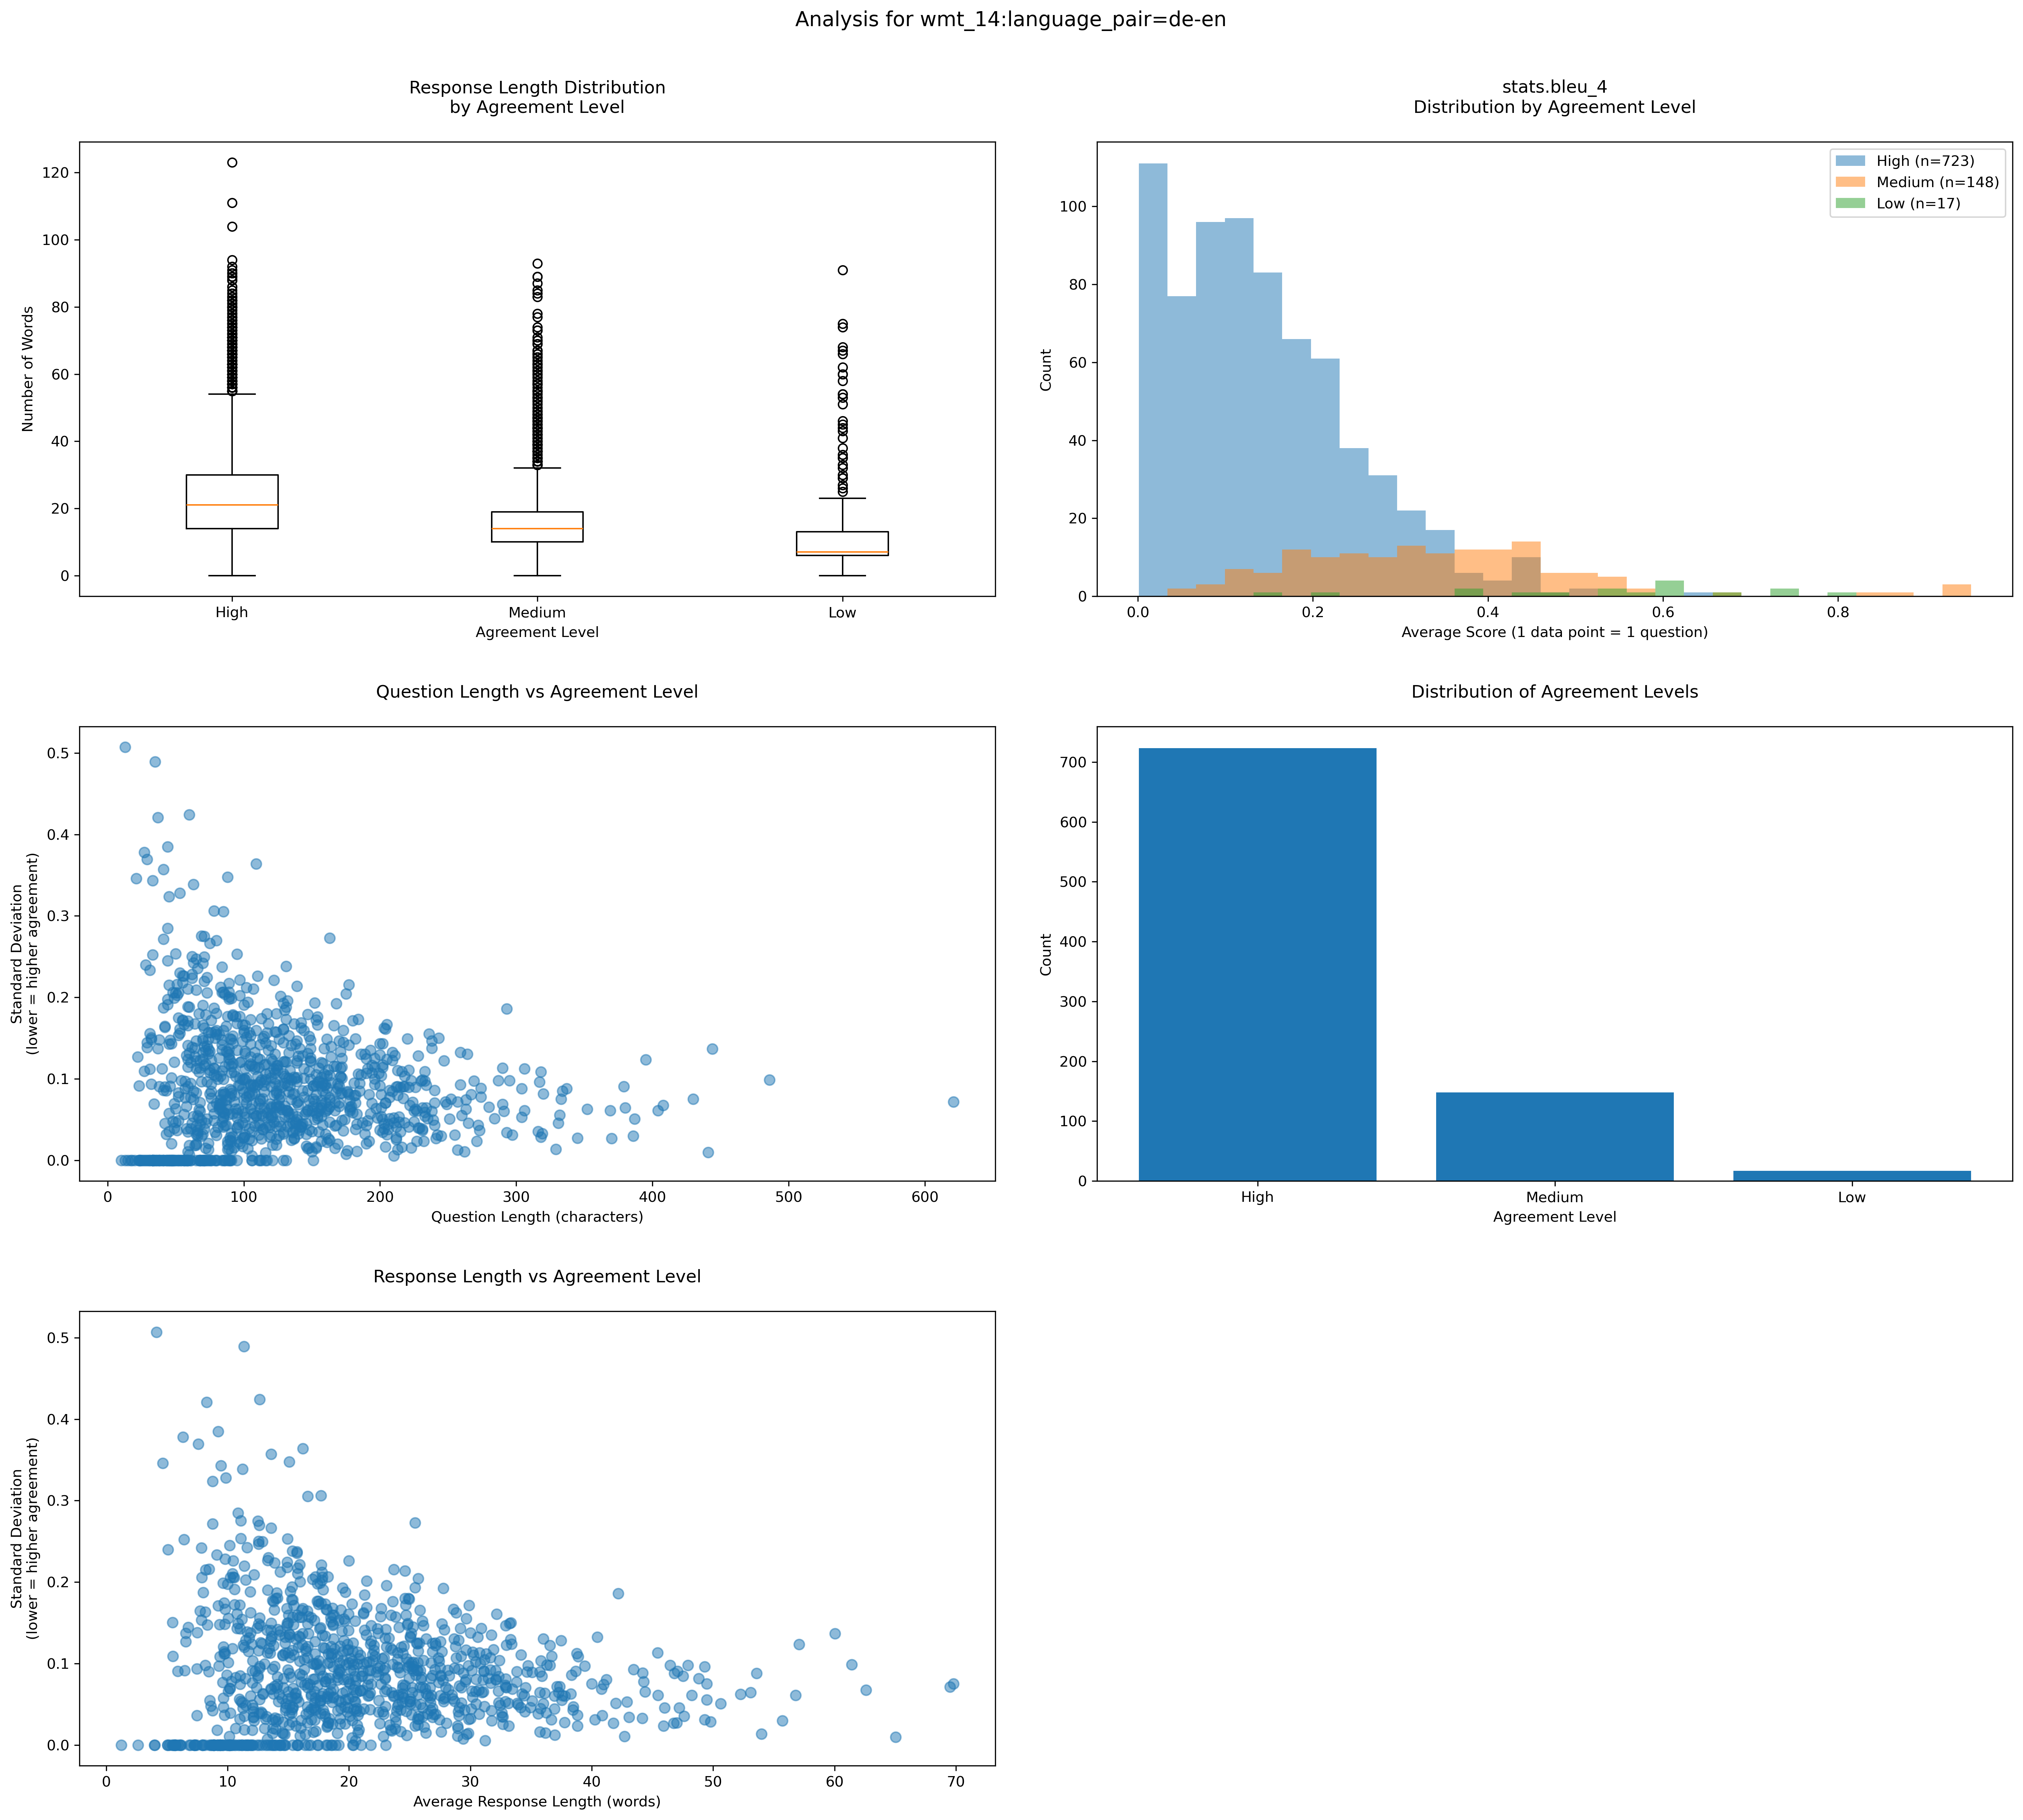 Analysis for wmt_14:language_pair=de-en
Response Length Distribution
by Agreement Level
Number of Words
120
100
80
60
40
20
0
High
Medium
Low
Agreement Level
stats.bleu_4
Distribution by Agreement Level
High (n=723)
Medium (n=148)
Low (n=17)
Count
100
80
60
40
20
0
0.0
0.2
0.4
0.6
0.8
Average Score (1 data point = 1 question)
Question Length vs Agreement Level
Standard Deviation
(lower = higher agreement)
0.5
0.4
0.3
0.2
0.1
0.0
0
100
200
300
400
500
600
Question Length (characters)
Distribution of Agreement Levels
Count
700
600
500
400
300
200
100
0
High
Medium
Low
Agreement Level
Response Length vs Agreement Level
Standard Deviation
(lower = higher agreement)
0.5
0.4
0.3
0.2
0.1
0.0
0
10
20
30
40
50
60
70
Average Response Length (words)